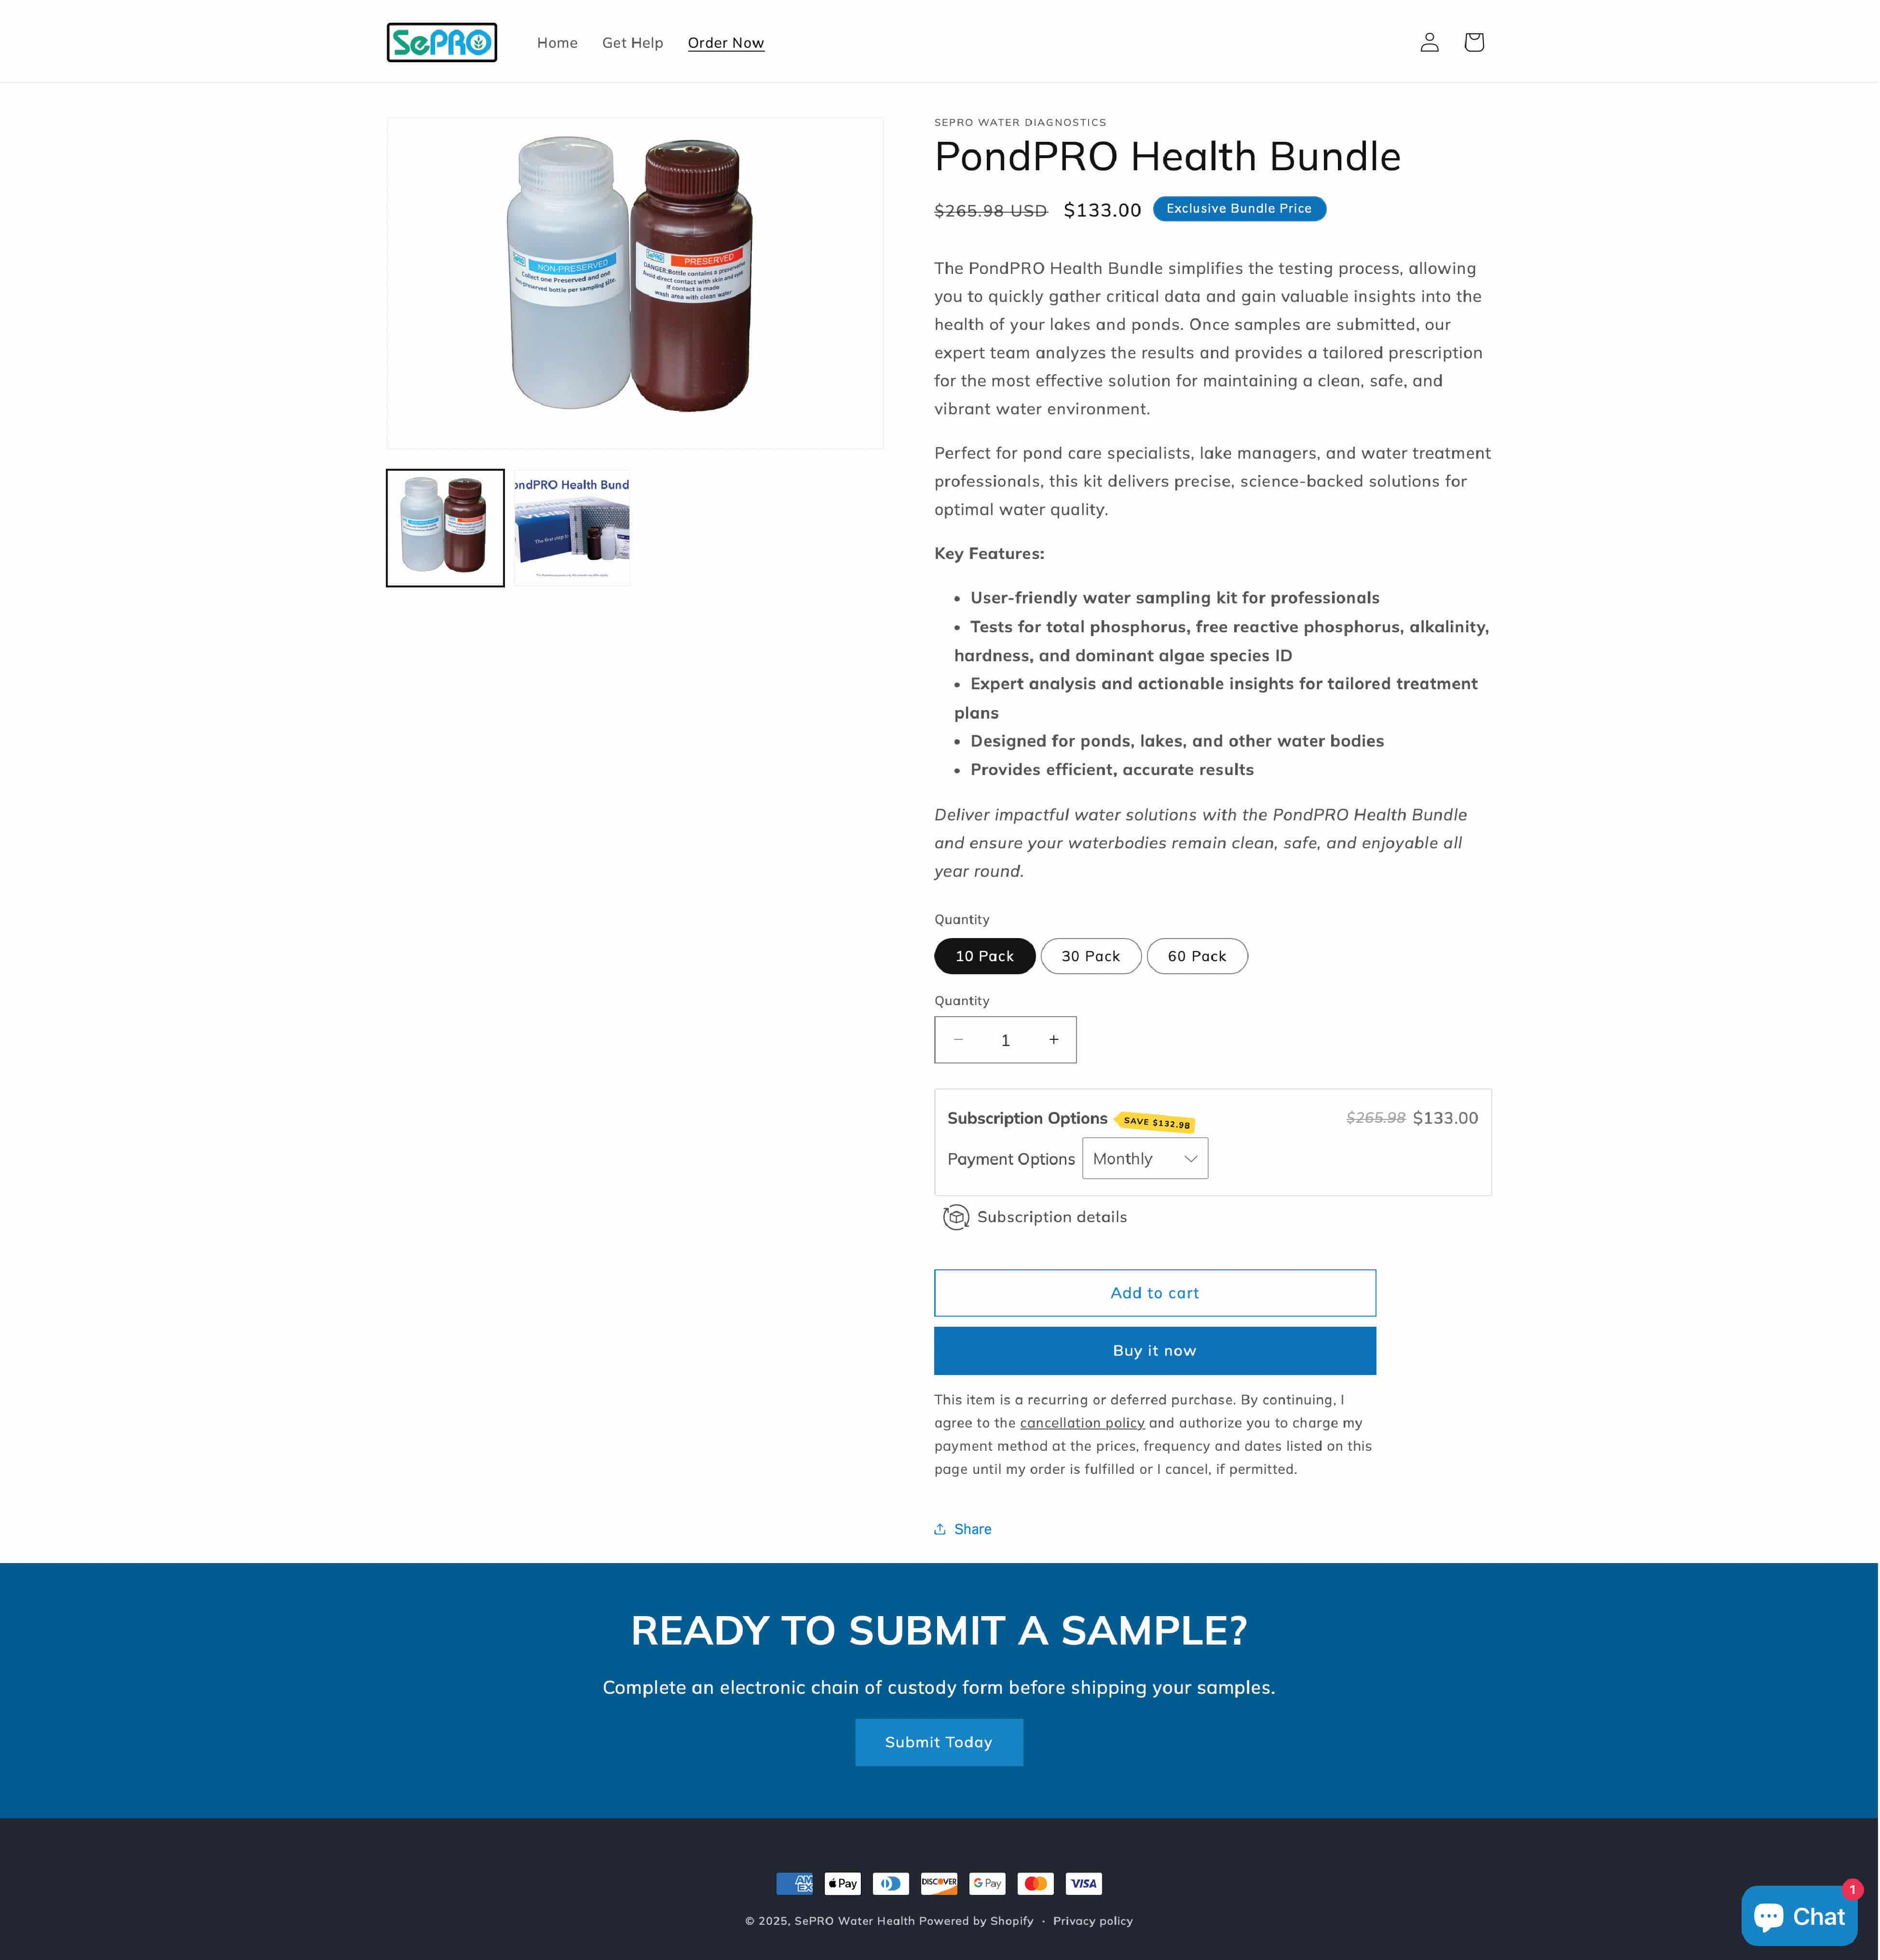 SePRO
Home
Get Help
Order Now
NON-PRESERVED
Collect one Preserved and one
non-preserved bottle per sampling site.
PRESERVED
DANGER:Bottle contains a preservative
Avoid direct contact with skin and eyes
If contact is made
wash area with clean water
ondPRO Health Bund
The first step to
SEPRO WATER DIAGNOSTICS
PondPRO Health Bundle
$265.98 USD $133.00 Exclusive Bundle Price
The PondPRO Health Bundle simplifies the testing process, allowing
you to quickly gather critical data and gain valuable insights into the
health of your lakes and ponds. Once samples are submitted, our
expert team analyzes the results and provides a tailored prescription
for the most effective solution for maintaining a clean, safe, and
vibrant water environment.
Perfect for pond care specialists, lake managers, and water treatment
professionals, this kit delivers precise, science-backed solutions for
optimal water quality.
Key Features:
• User-friendly water sampling kit for professionals
• Tests for total phosphorus, free reactive phosphorus, alkalinity,
hardness, and dominant algae species ID
• Expert analysis and actionable insights for tailored treatment
plans
• Designed for ponds, lakes, and other water bodies
• Provides efficient, accurate results
Deliver impactful water solutions with the PondPRO Health Bundle
and ensure your waterbodies remain clean, safe, and enjoyable all
year round.
Quantity
10 Pack 30 Pack 60 Pack
Quantity
− 1 +
Subscription Options SAVE $132.98 $265.98 $133.00
Payment Options Monthly
Subscription details
Add to cart
Buy it now
This item is a recurring or deferred purchase. By continuing, I
agree to the cancellation policy and authorize you to charge my
payment method at the prices, frequency and dates listed on this
page until my order is fulfilled or I cancel, if permitted.
Share
READY TO SUBMIT A SAMPLE?
Complete an electronic chain of custody form before shipping your samples.
Submit Today
AMEX Pay DISCOVER G Pay VISA
© 2025, SePRO Water Health Powered by Shopify · Privacy policy
Chat
1